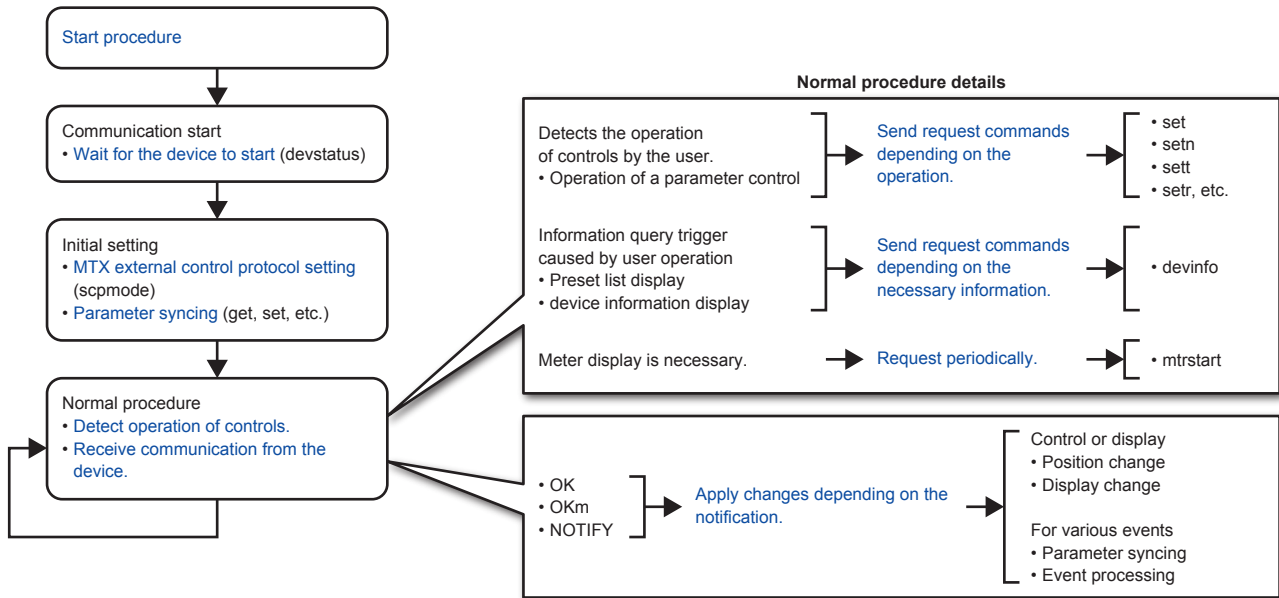 Start procedure
Communication start
• Wait for the device to start (devstatus)
Initial setting
• MTX external control protocol setting
(scpmode)
• Parameter syncing (get, set, etc.)
Normal procedure
• Detect operation of controls.
• Receive communication from the
device.
Normal procedure details
Detects the operation
of controls by the user.
• Operation of a parameter control
Send request commands
depending on the
operation.
• set
• setn
• sett
• setr, etc.
Information query trigger
caused by user operation
• Preset list display
• device information display
Send request commands
depending on the
necessary information.
• devinfo
Meter display is necessary.
Request periodically.
• mtrstart
• OK
• OKm
• NOTIFY
Apply changes depending on the
notification.
Control or display
• Position change
• Display change
For various events
• Parameter syncing
• Event processing